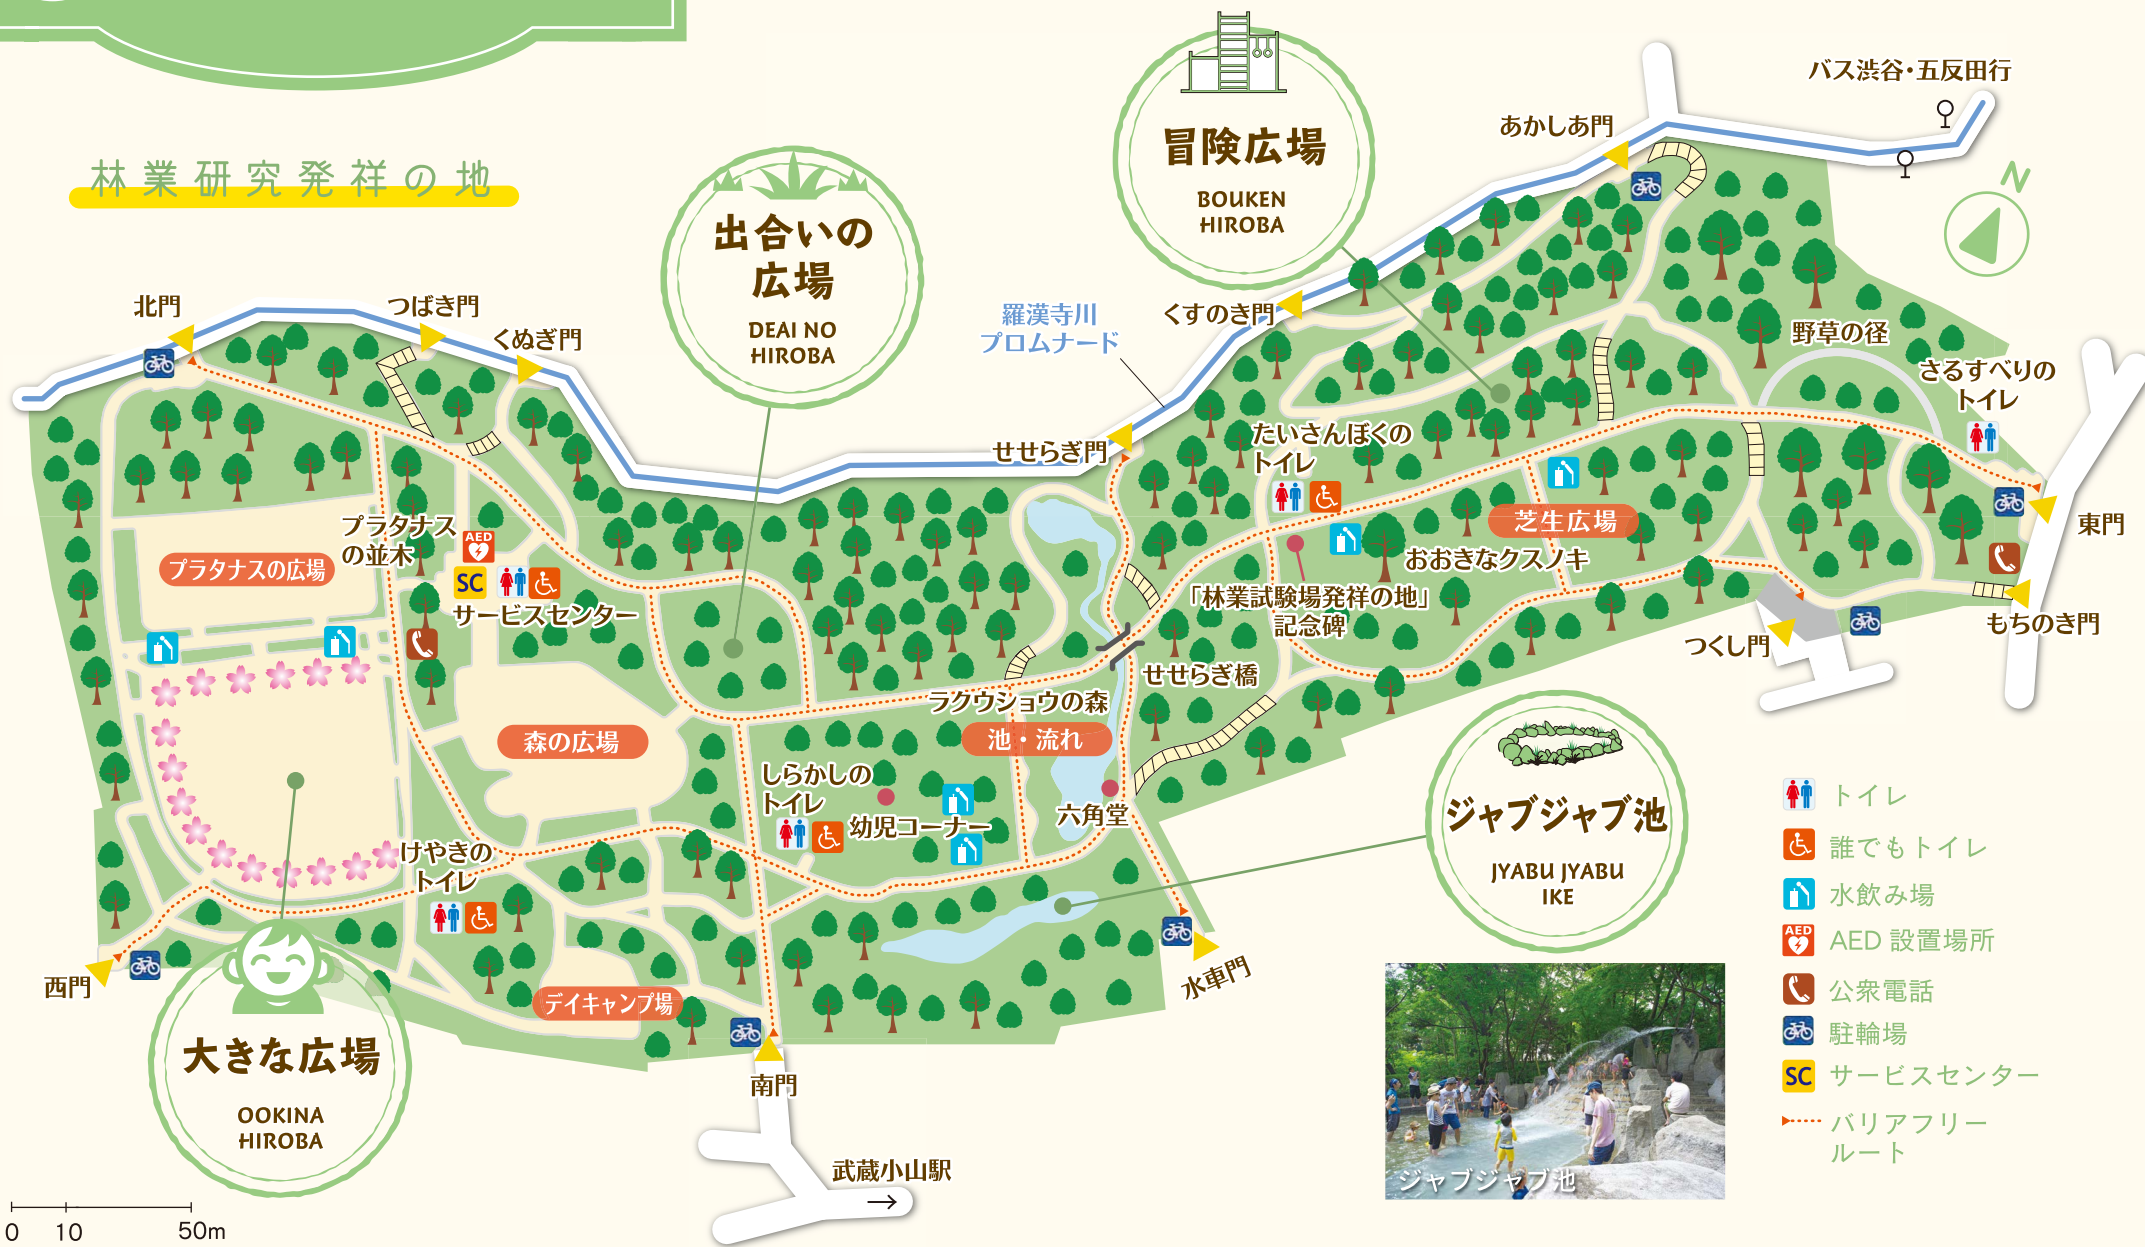 林業研究発祥の地
バス渋谷・五反田行
あかしあ門
冒険広場
BOUKEN
HIROBA
N
出合いの
広場
DEAI NO
HIROBA
北門
つばき門
くぬぎ門
羅漢寺川
プロムナード
くすのき門
野草の径
さるすべりの
トイレ
せせらぎ門
たいさんぼくの
トイレ
プラタナス
の並木
AED
プラタナスの広場
SC
サービスセンター
芝生広場
おおきなクスノキ
東門
「林業試験場発祥の地」
記念碑
もちのき門
つくし門
せせらぎ橋
ラクウショウの森
池・流れ
森の広場
しらかしの
トイレ
幼児コーナー
六角堂
けやきの
トイレ
ジャブジャブ池
JYABU JYABU
IKE
西門
水車門
デイキャンプ場
大きな広場
OOKINA
HIROBA
南門
武蔵小山駅
→
0 10 50m
ジャブジャブ池
トイレ
誰でもトイレ
水飲み場
AED
AED 設置場所
公衆電話
駐輪場
SC
サービスセンター
バリアフリー
ルート